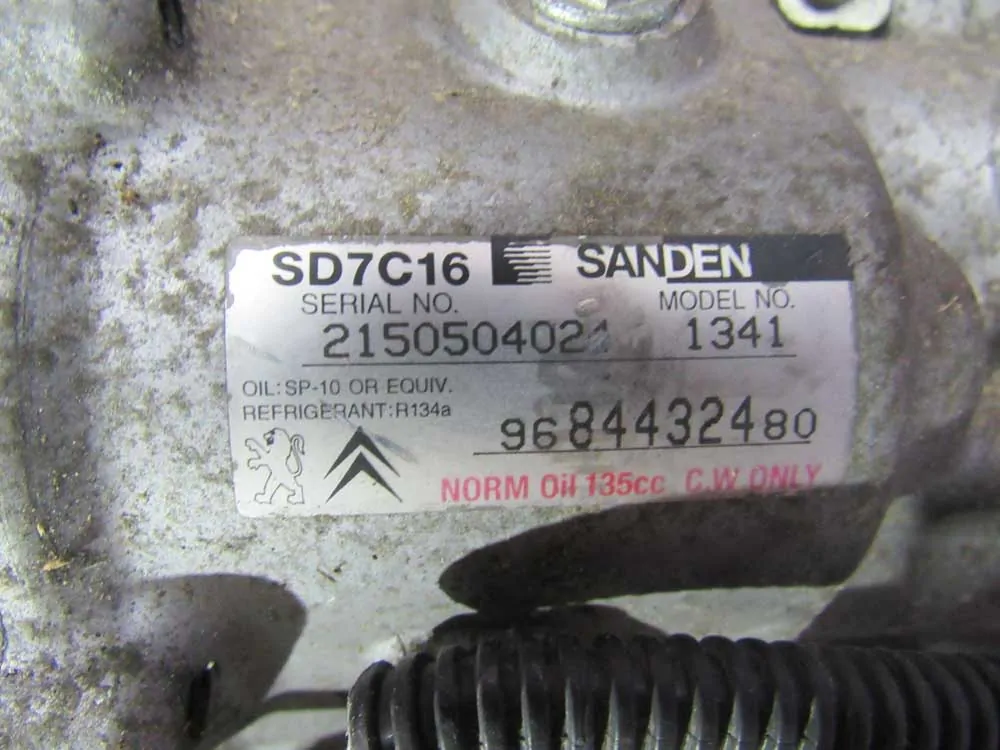 SD7C16 SANDEN
SERIAL NO. MODEL NO.
1341
OIL: SP-10 OR EQUIV.
REFRIGERANT: R134a
9684432480
NORM Oil 135cc C.W ONLY